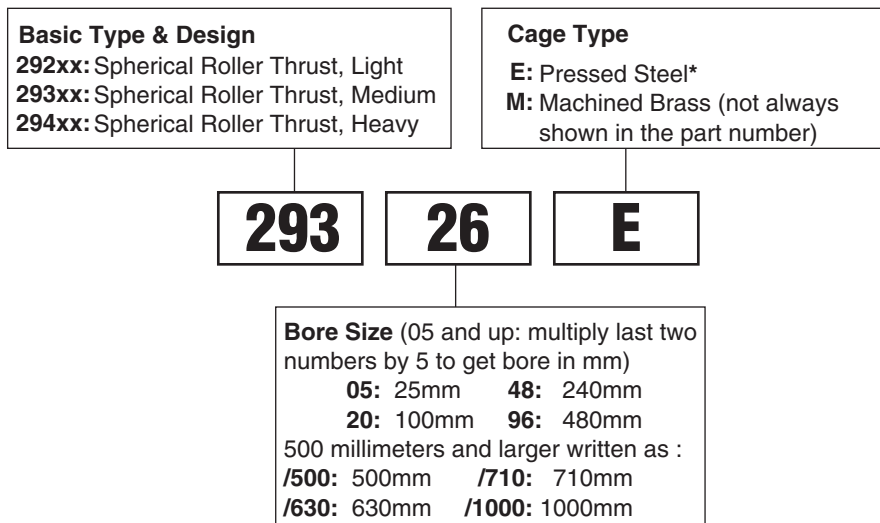 Basic Type & Design
292xx: Spherical Roller Thrust, Light
293xx: Spherical Roller Thrust, Medium
294xx: Spherical Roller Thrust, Heavy
Cage Type
E: Pressed Steel*
M: Machined Brass (not always
shown in the part number)
293 26 E
Bore Size (05 and up: multiply last two
numbers by 5 to get bore in mm)
05: 25mm 48: 240mm
20: 100mm 96: 480mm
500 millimeters and larger written as :
/500: 500mm /710: 710mm
/630: 630mm /1000: 1000mm